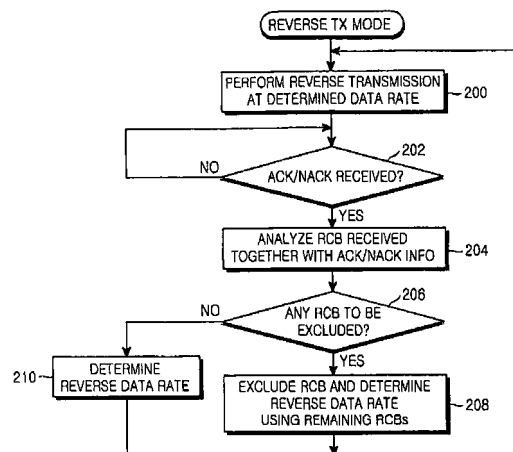 REVERSE TX MODE
PERFORM REVERSE TRANSMISSION
AT DETERMINED DATA RATE
200
202
ACK/NACK RECEIVED?
NO
YES
ANALYZE RCB RECEIVED
TOGETHER WITH ACK/NACK INFO
204
206
NO
ANY RCB TO BE
EXCLUDED?
YES
210
DETERMINE
REVERSE DATA RATE
EXCLUDE RCB AND DETERMINE
REVERSE DATA RATE
USING REMAINING RCBs
208